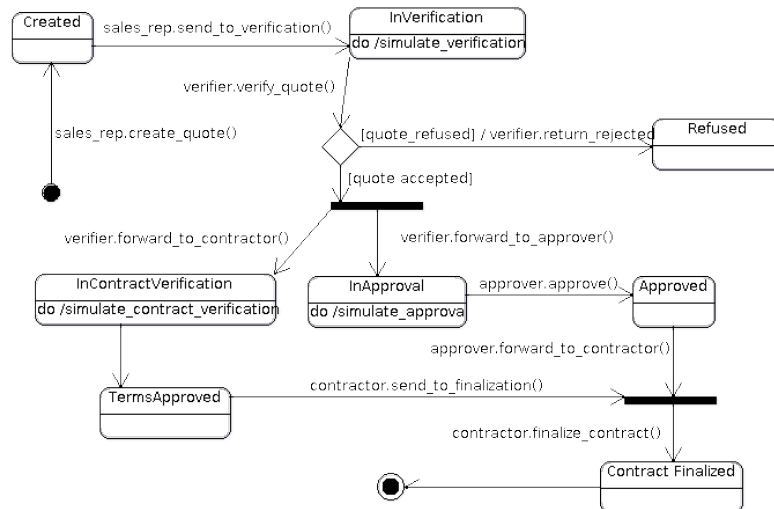 Created
sales_rep.send_to_verification()
InVerification
do /simulate_verification
verifier.verify_quote()
sales_rep.create_quote()
[quote_refused] / verifier.return_rejected
Refused
[quote accepted]
verifier.forward_to_contractor()
verifier.forward_to_approver()
InContractVerification
do /simulate_contract_verification
InApproval
do /simulate_approval
approver.approve()
Approved
approver.forward_to_contractor()
TermsApproved
contractor.send_to_finalization()
contractor.finalize_contract()
Contract Finalized